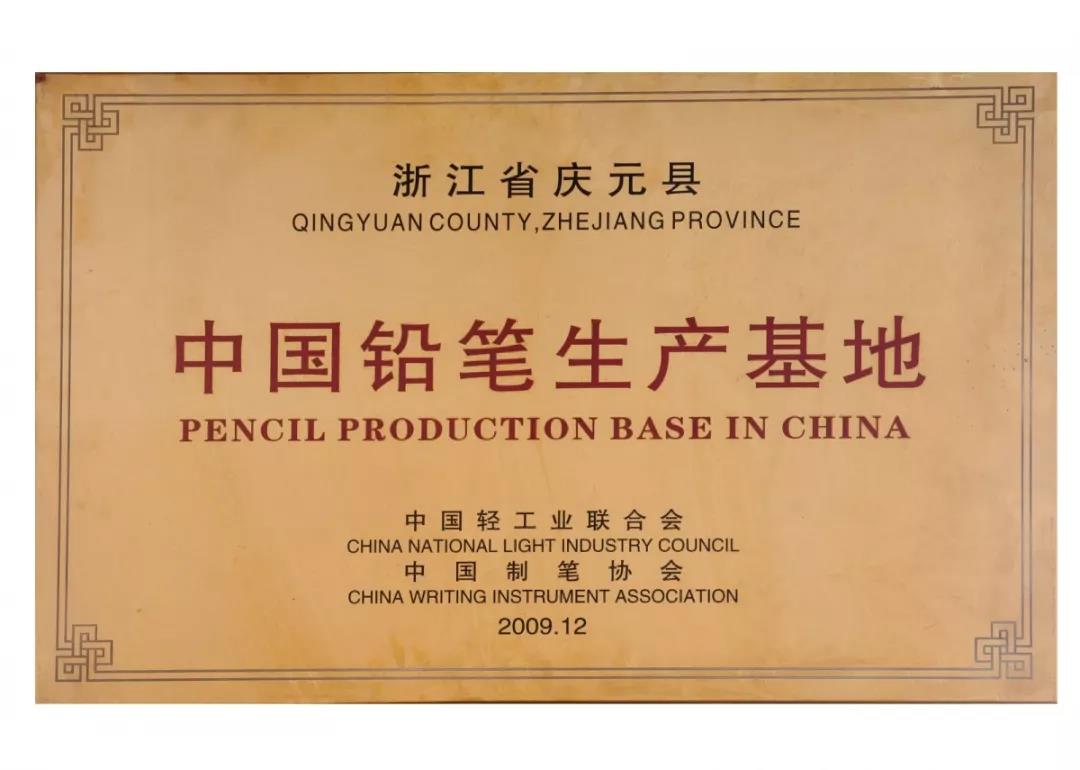 浙江省庆元县
QINGYUAN COUNTY,ZHEJIANG PROVINCE
中国铅笔生产基地
PENCIL PRODUCTION BASE IN CHINA
中国轻工业联合会
CHINA NATIONAL LIGHT INDUSTRY COUNCIL
中国制笔协会
CHINA WRITING INSTRUMENT ASSOCIATION
2009.12